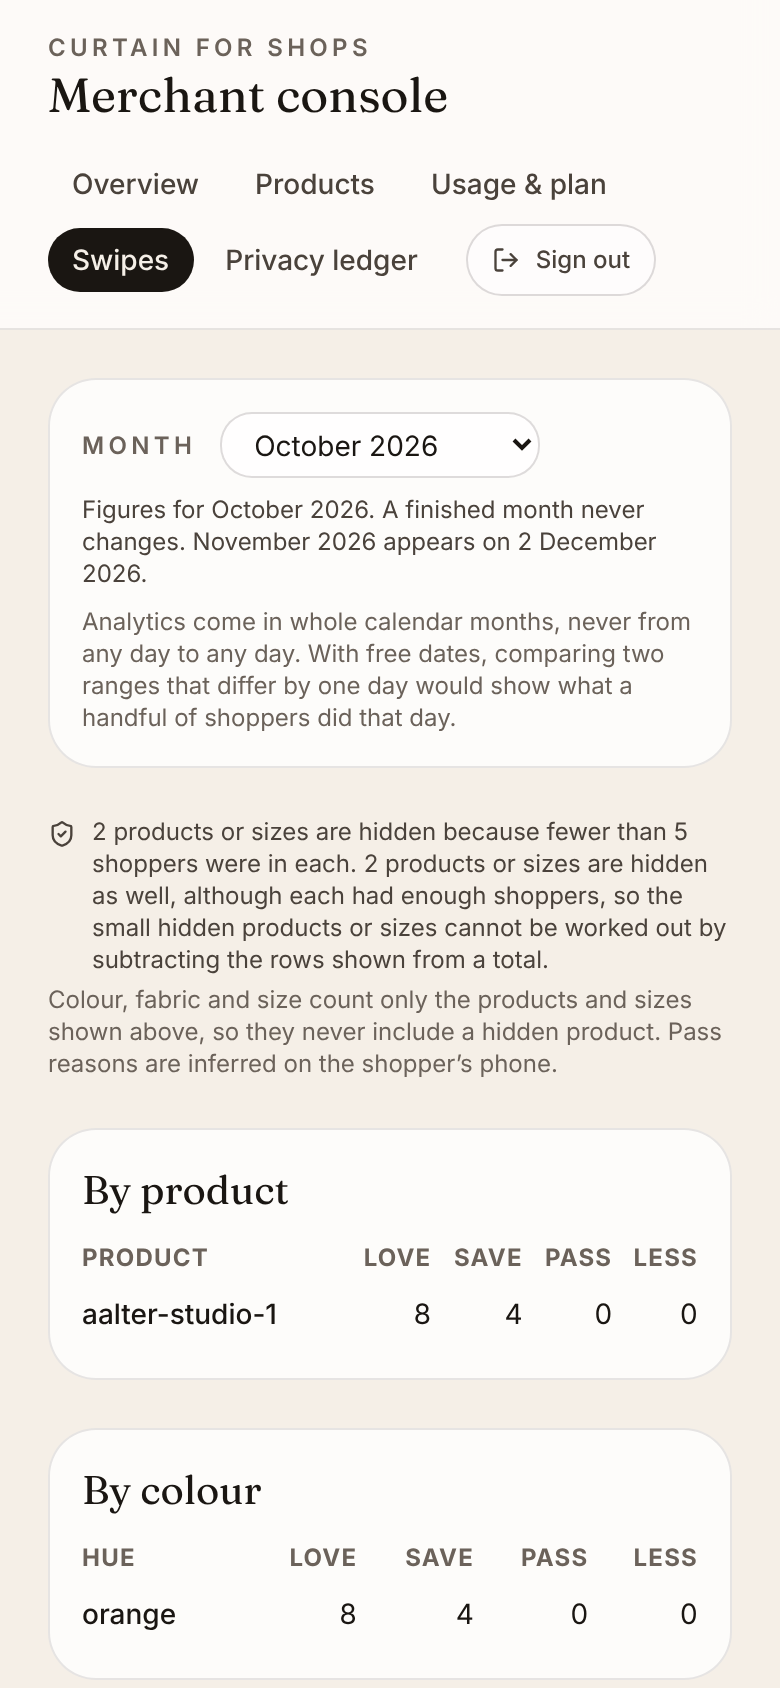 CURTAIN FOR SHOPS
Merchant console
Overview Products Usage & plan
Swipes Privacy ledger Sign out
MONTH October 2026
Figures for October 2026. A finished month never
changes. November 2026 appears on 2 December
2026.
Analytics come in whole calendar months, never from
any day to any day. With free dates, comparing two
ranges that differ by one day would show what a
handful of shoppers did that day.
2 products or sizes are hidden because fewer than 5
shoppers were in each. 2 products or sizes are hidden
as well, although each had enough shoppers, so the
small hidden products or sizes cannot be worked out by
subtracting the rows shown from a total.
Colour, fabric and size count only the products and sizes
shown above, so they never include a hidden product. Pass
reasons are inferred on the shopper’s phone.
By product
PRODUCT LOVE SAVE PASS LESS
aalter-studio-1 8 4 0 0
By colour
HUE LOVE SAVE PASS LESS
orange 8 4 0 0